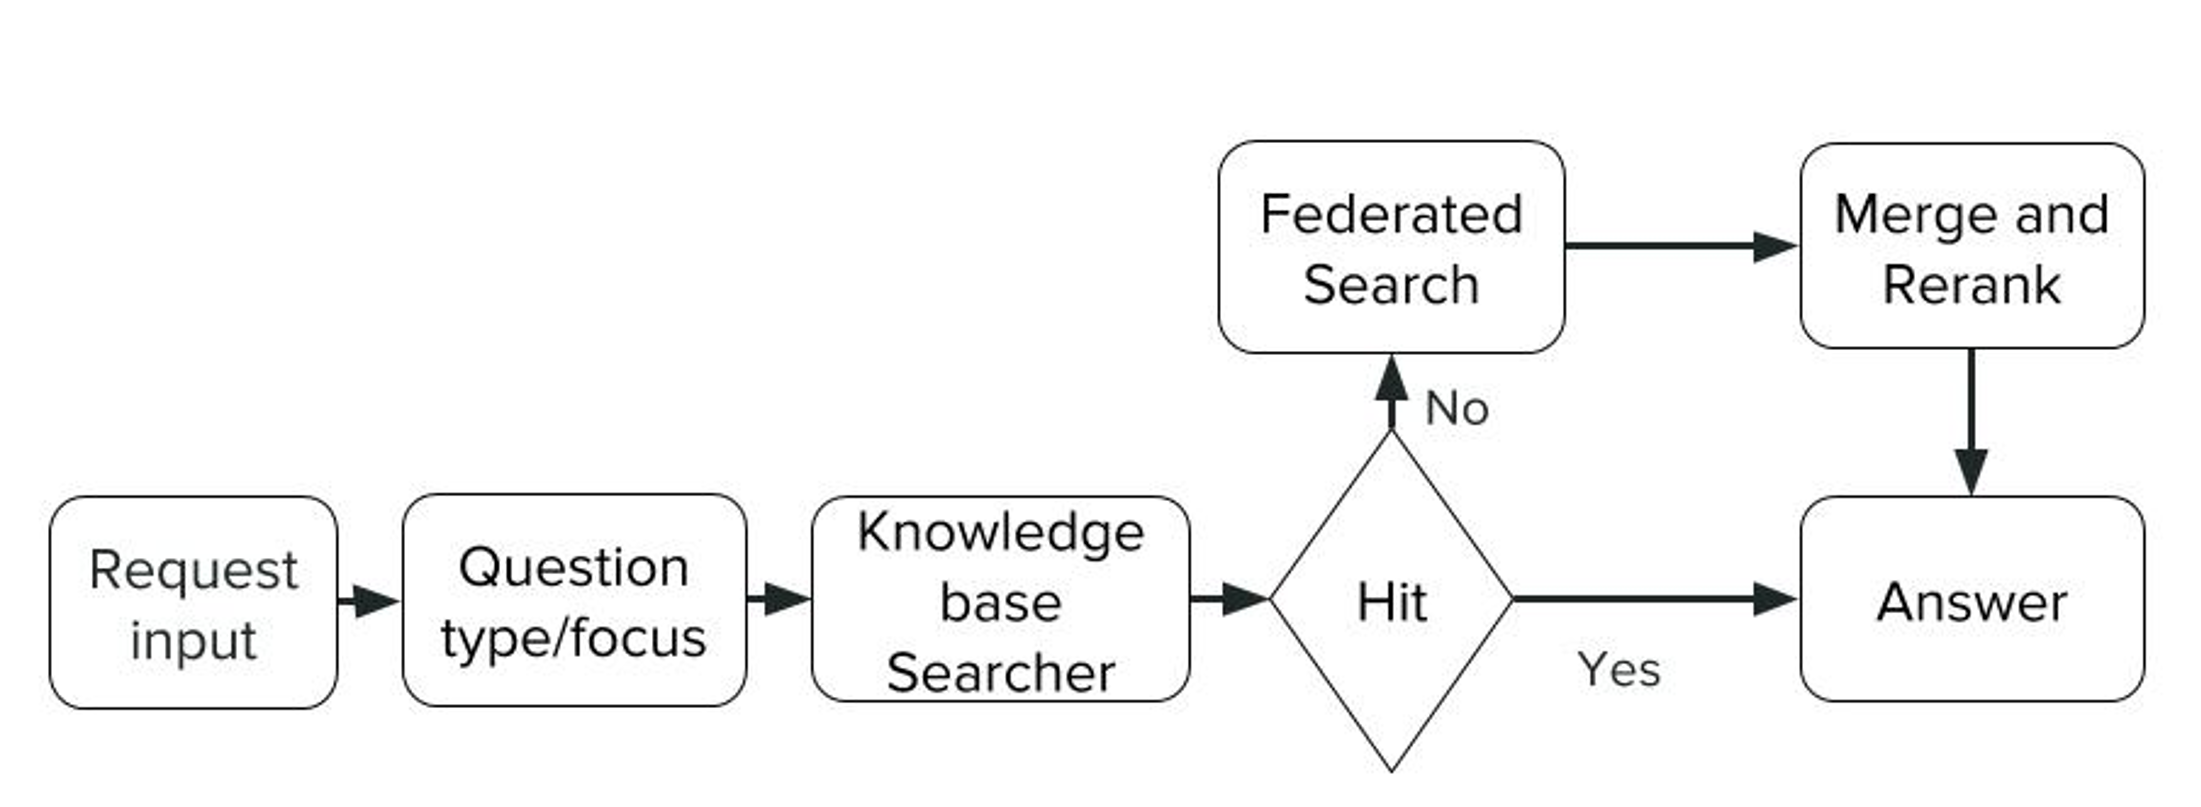 Request
input
Question
type/focus
Knowledge
base
Searcher
Hit
No
Federated
Search
Merge and
Rerank
Yes
Answer